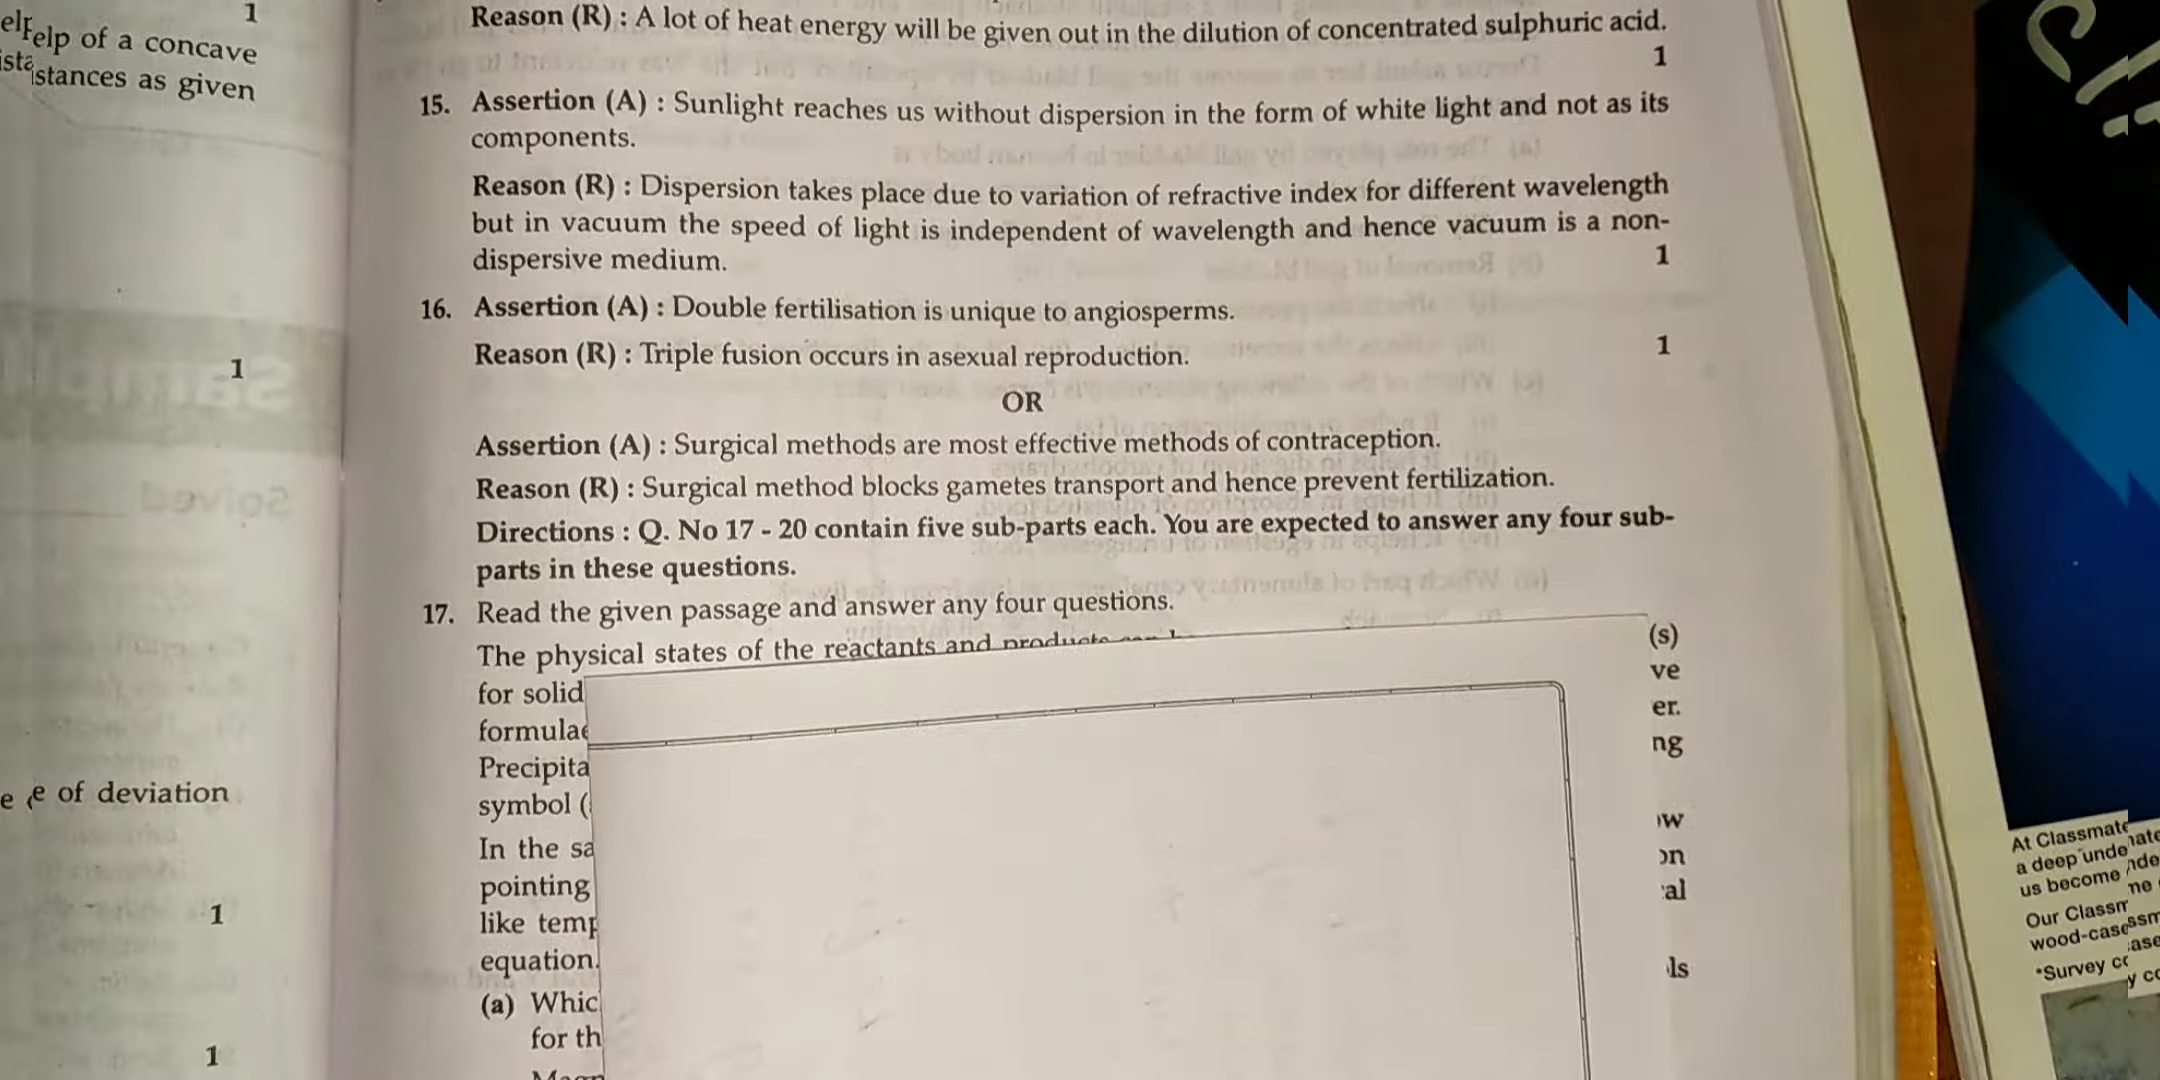 1
elp of a concave
istances as given
1
e of deviation
1
1
Reason (R) : A lot of heat energy will be given out in the dilution of concentrated sulphuric acid.
1
15. Assertion (A) : Sunlight reaches us without dispersion in the form of white light and not as its
components.
Reason (R) : Dispersion takes place due to variation of refractive index for different wavelength
but in vacuum the speed of light is independent of wavelength and hence vacuum is a non-
dispersive medium. 1
16. Assertion (A) : Double fertilisation is unique to angiosperms.
Reason (R) : Triple fusion occurs in asexual reproduction. 1
OR
Assertion (A) : Surgical methods are most effective methods of contraception.
Reason (R) : Surgical method blocks gametes transport and hence prevent fertilization.
Directions : Q. No 17 - 20 contain five sub-parts each. You are expected to answer any four sub-
parts in these questions.
17. Read the given passage and answer any four questions.
The physical states of the reactants and products (s)
for solid ve
formulae er.
Precipita ng
symbol (
In the sa ow
pointing on
like temp al
equation.
ls
(a) Whic
for th
At Classmate
a deep unde
us become
Our Classm
wood-case
*Survey co